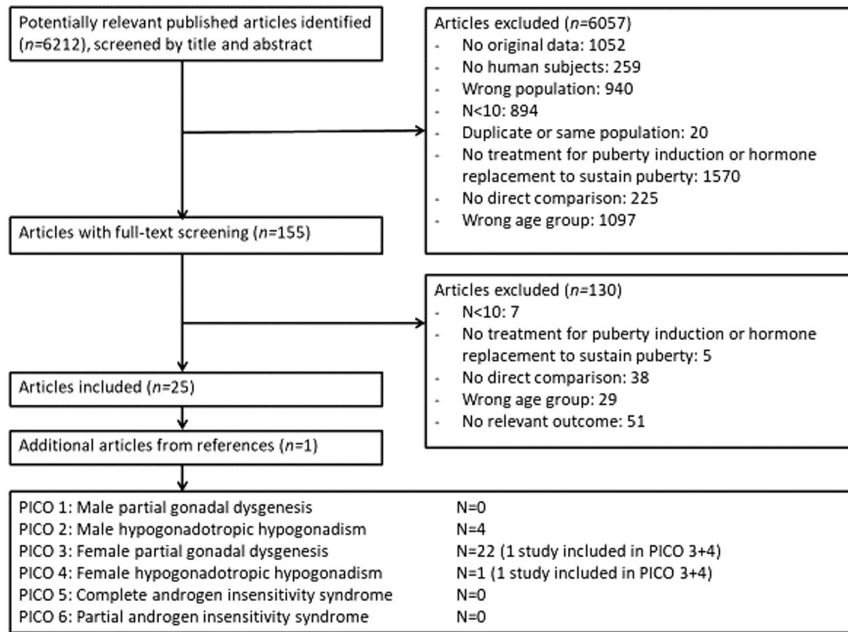 Potentially relevant published articles identified
(n=6212), screened by title and abstract
Articles excluded (n=6057)
- No original data: 1052
- No human subjects: 259
- Wrong population: 940
- N<10: 894
- Duplicate or same population: 20
- No treatment for puberty induction or hormone
replacement to sustain puberty: 1570
- No direct comparison: 225
- Wrong age group: 1097
Articles with full-text screening (n=155)
Articles excluded (n=130)
- N<10: 7
- No treatment for puberty induction or hormone
replacement to sustain puberty: 5
- No direct comparison: 38
- Wrong age group: 29
- No relevant outcome: 51
Articles included (n=25)
Additional articles from references (n=1)
PICO 1: Male partial gonadal dysgenesis N=0
PICO 2: Male hypogonadotropic hypogonadism N=4
PICO 3: Female partial gonadal dysgenesis N=22 (1 study included in PICO 3+4)
PICO 4: Female hypogonadotropic hypogonadism N=1 (1 study included in PICO 3+4)
PICO 5: Complete androgen insensitivity syndrome N=0
PICO 6: Partial androgen insensitivity syndrome N=0